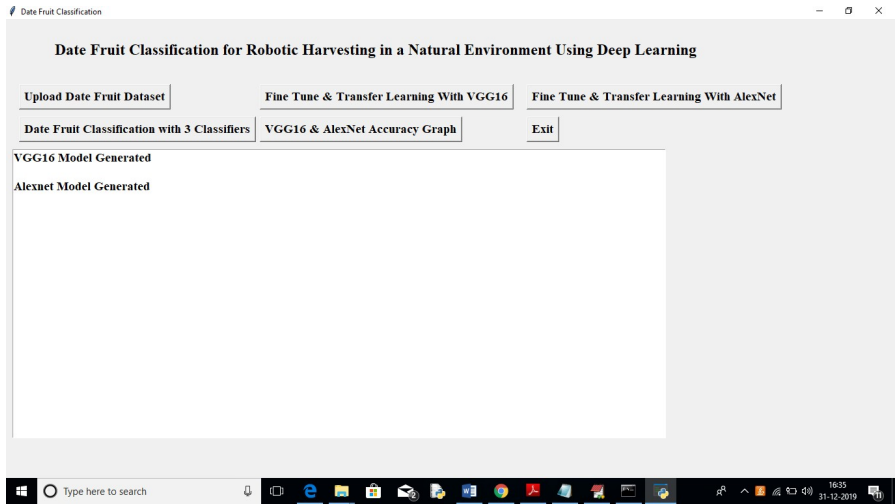 Date Fruit Classification
Date Fruit Classification for Robotic Harvesting in a Natural Environment Using Deep Learning
Upload Date Fruit Dataset
Fine Tune & Transfer Learning With VGG16
Fine Tune & Transfer Learning With AlexNet
Date Fruit Classification with 3 Classifiers
VGG16 & AlexNet Accuracy Graph
Exit
VGG16 Model Generated
Alexnet Model Generated
Type here to search
16:35
31-12-2019